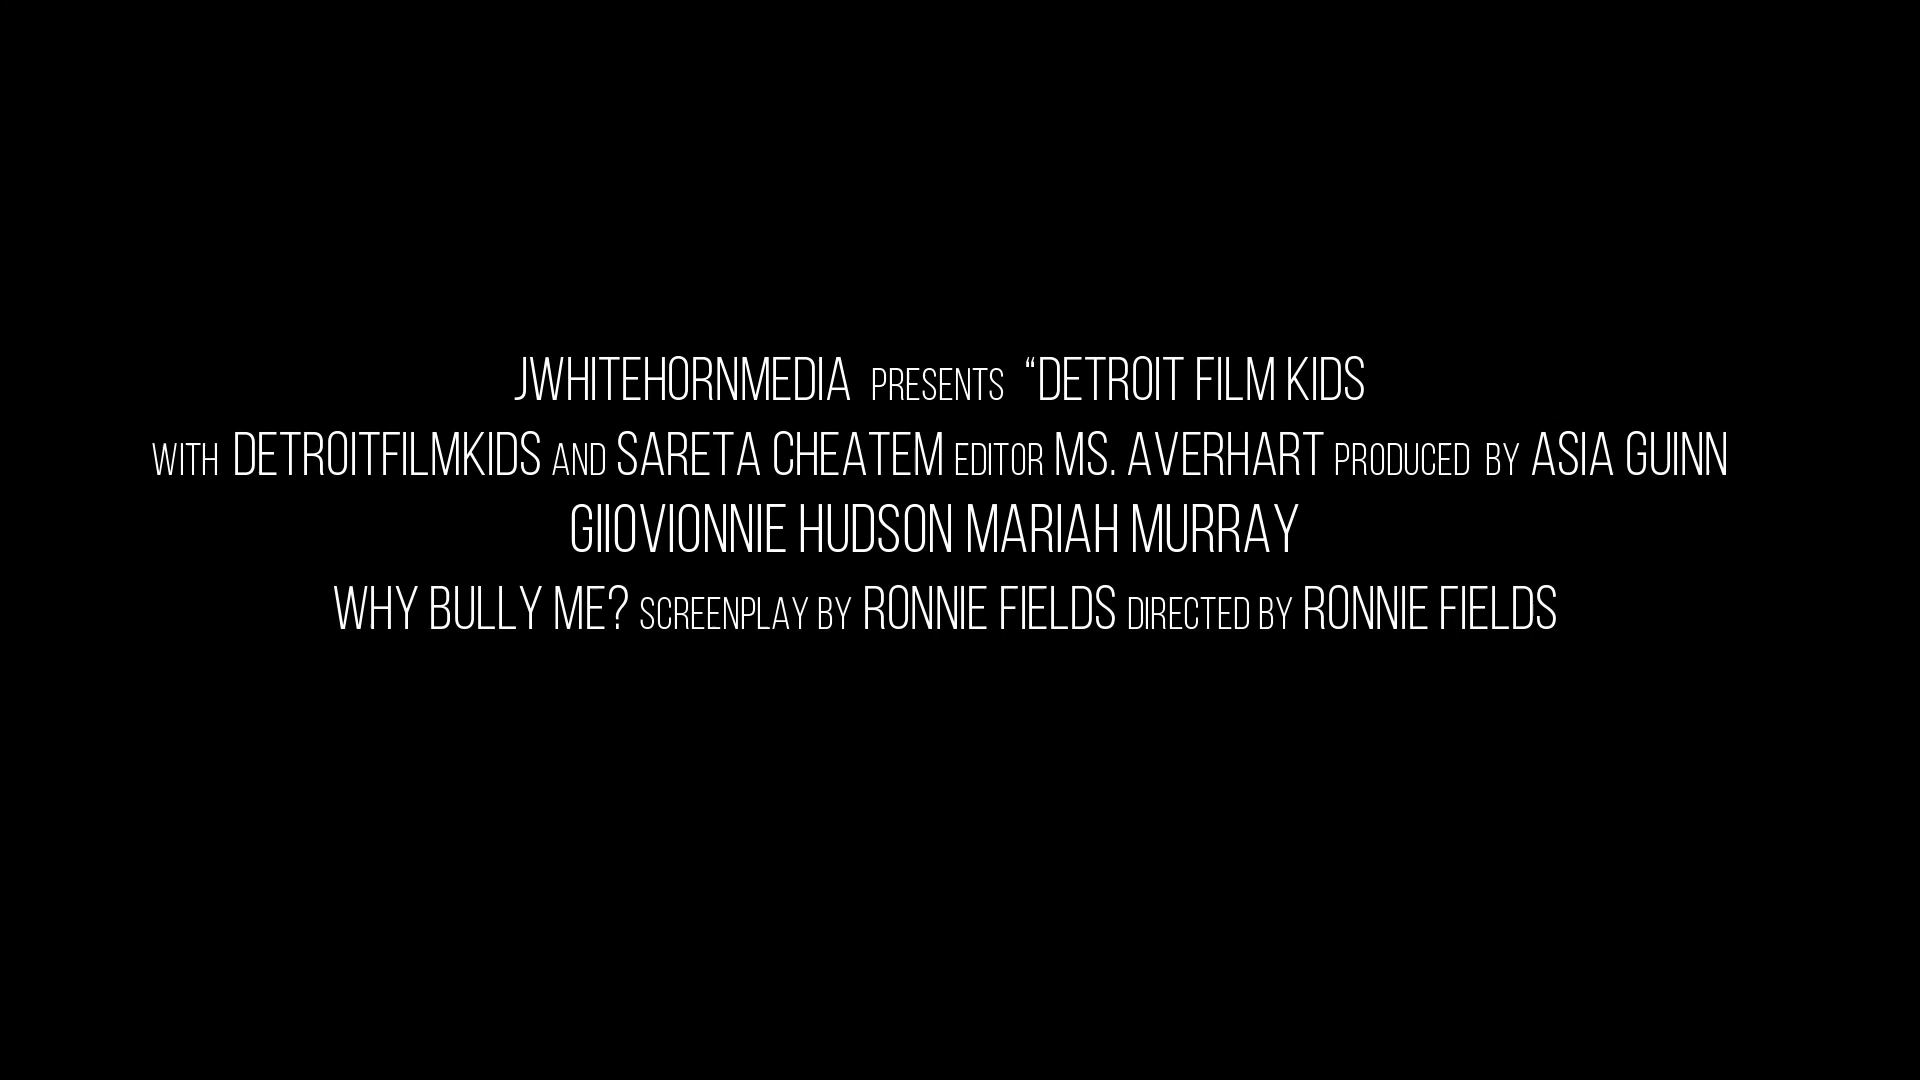 JWHITEHORNMEDIA PRESENTS “DETROIT FILM KIDS
WITH DETROITFILMKIDS AND SARETA CHEATEM EDITOR MS. AVERHART PRODUCED BY ASIA GUINN
GIIOVIONNIE HUDSON MARIAH MURRAY
WHY BULLY ME? SCREENPLAY BY RONNIE FIELDS DIRECTED BY RONNIE FIELDS